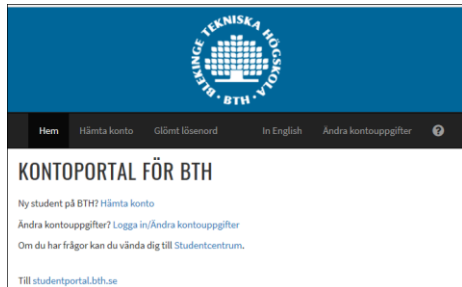 BLEKINGE TEKNISKA HÖGSKOLA
· BTH ·
Hem Hämta konto Glömt lösenord In English Ändra kontouppgifter ?
KONTOPORTAL FÖR BTH
Ny student på BTH? Hämta konto
Ändra kontouppgifter? Logga in/Ändra kontouppgifter
Om du har frågor kan du vända dig till Studentcentrum.
Till studentportal.bth.se